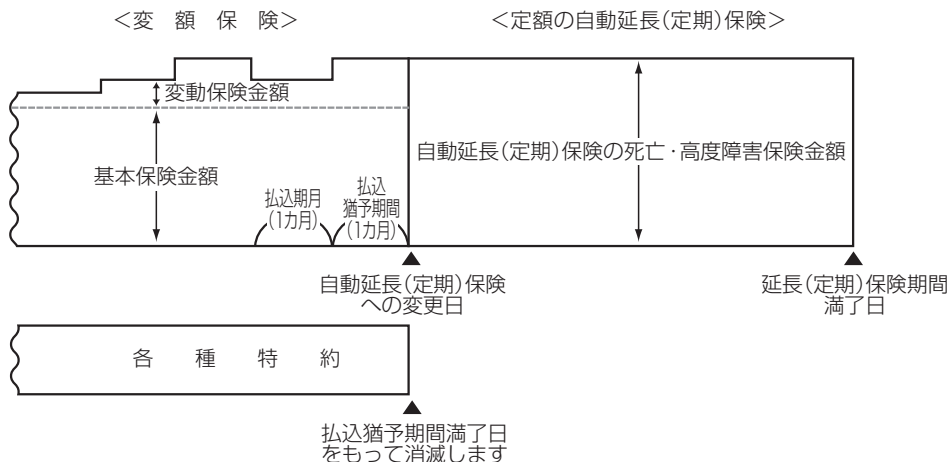 ＜変　額　保　険＞
＜定額の自動延長(定期)保険＞
変動保険金額
基本保険金額
払込期月
(1カ月)
払込
猶予期間
(1カ月)
自動延長(定期)保険の死亡・高度障害保険金額
自動延長(定期)保険
への変更日
延長(定期)保険期間
満了日
各　種　特　約
払込猶予期間満了日
をもって消滅します